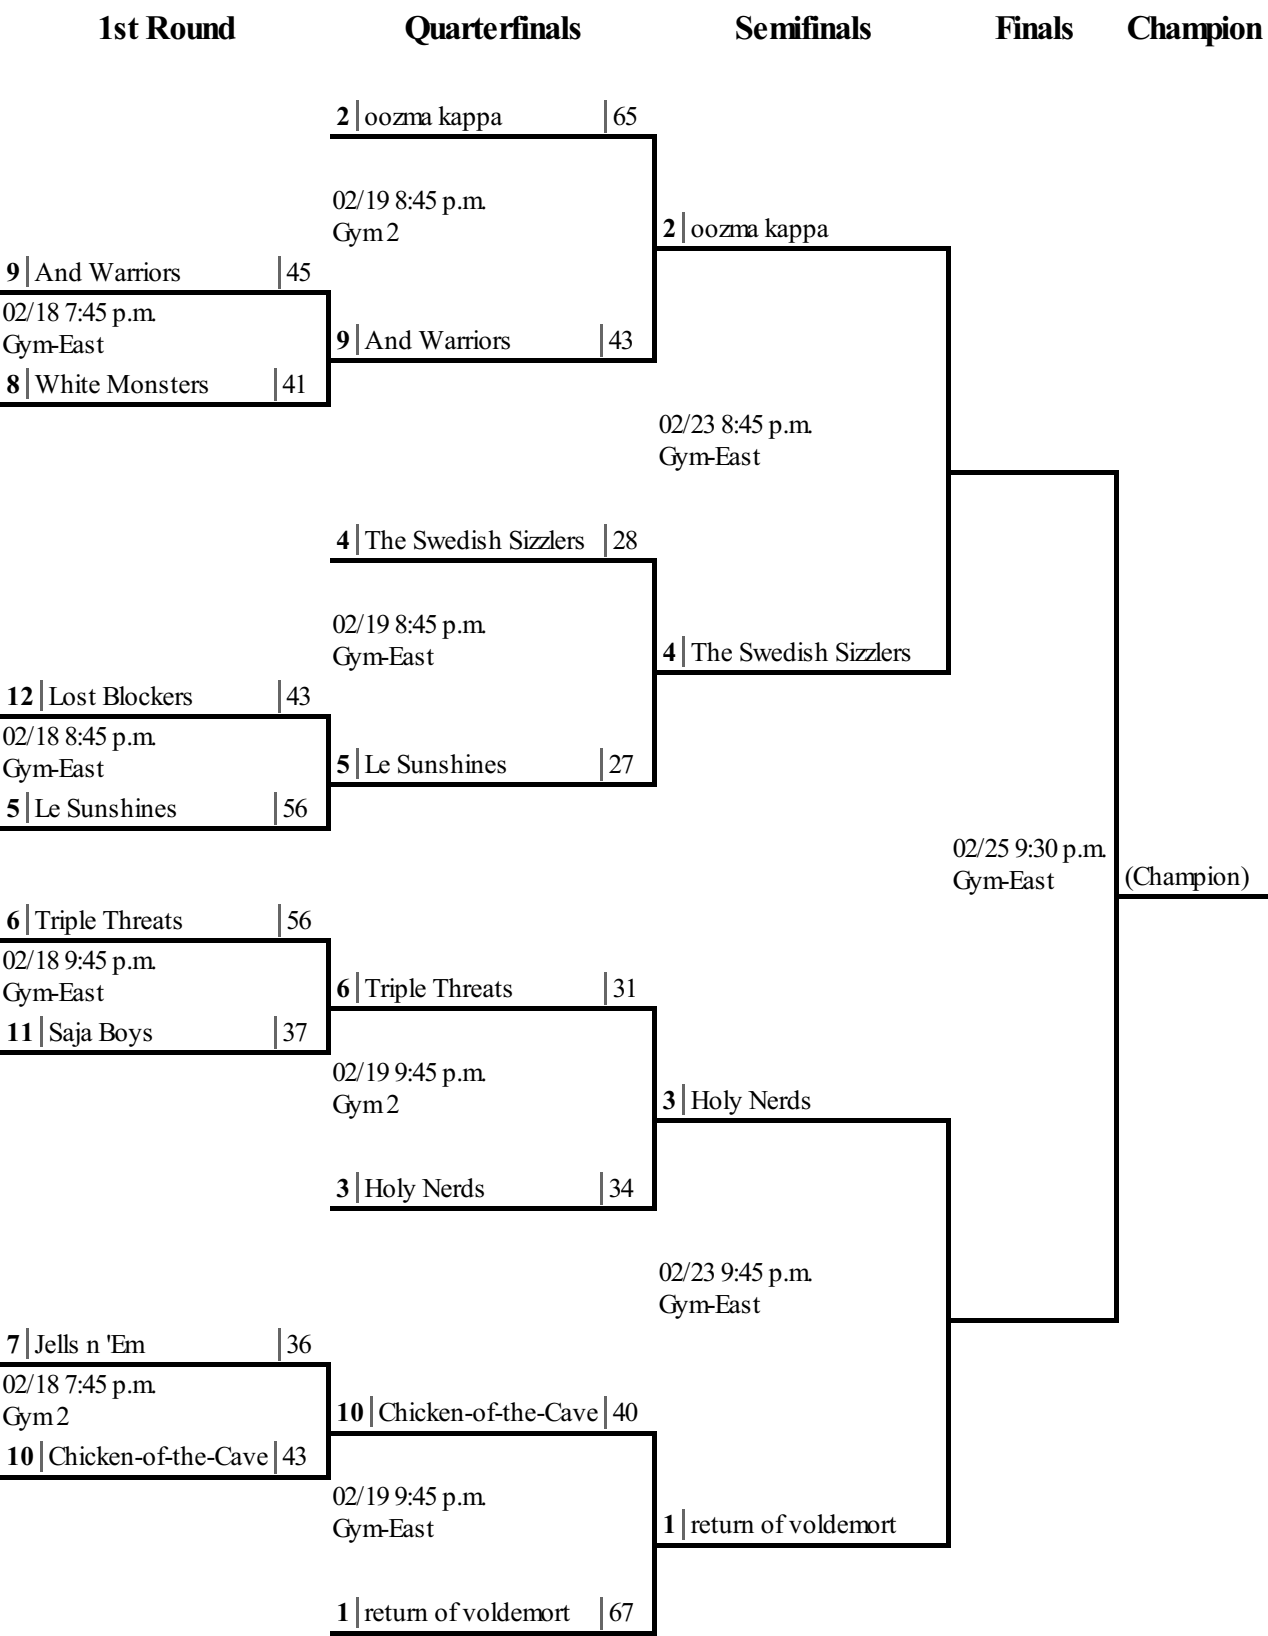 1st Round
Quarterfinals
Semifinals
Finals
Champion
2 oozma kappa 65
02/19 8:45 p.m.
Gym 2
2 oozma kappa
9 And Warriors 45
02/18 7:45 p.m.
Gym-East
9 And Warriors 43
8 White Monsters 41
02/23 8:45 p.m.
Gym-East
4 The Swedish Sizzlers 28
02/19 8:45 p.m.
Gym-East
4 The Swedish Sizzlers
12 Lost Blockers 43
02/18 8:45 p.m.
Gym-East
5 Le Sunshines 27
5 Le Sunshines 56
02/25 9:30 p.m.
Gym-East
(Champion)
6 Triple Threats 56
02/18 9:45 p.m.
Gym-East
6 Triple Threats 31
11 Saja Boys 37
02/19 9:45 p.m.
Gym 2
3 Holy Nerds
3 Holy Nerds 34
02/23 9:45 p.m.
Gym-East
7 Jells n 'Em 36
02/18 7:45 p.m.
Gym 2
10 Chicken-of-the-Cave 40
10 Chicken-of-the-Cave 43
02/19 9:45 p.m.
Gym-East
1 return of voldemort
1 return of voldemort 67